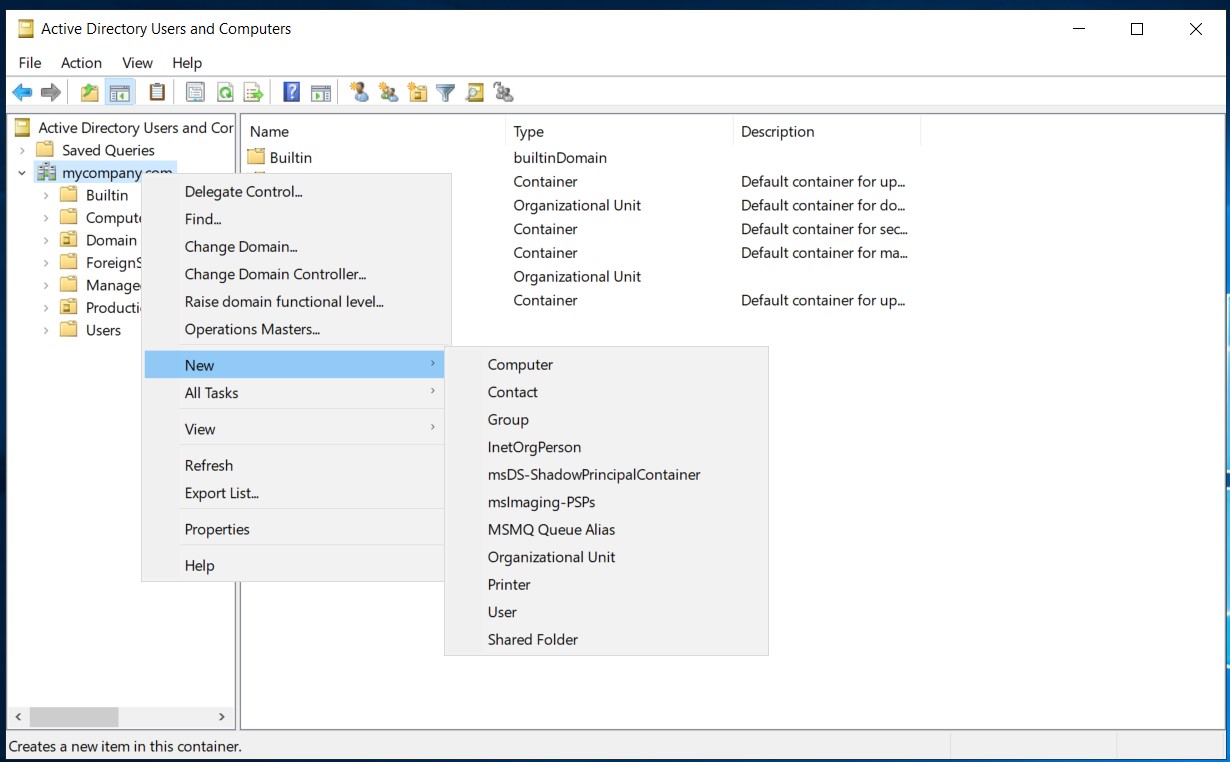 Active Directory Users and Computers
File Action View Help
Active Directory Users and Cor
Saved Queries
mycompany.com
Builtin
Compute
Domain
ForeignS
Manage
Producti
Users
Name Type Description
Builtin builtinDomain
Container Default container for up...
Organizational Unit Default container for do...
Container Default container for sec...
Container Default container for ma...
Organizational Unit
Container Default container for up...
Delegate Control...
Find...
Change Domain...
Change Domain Controller...
Raise domain functional level...
Operations Masters...
New
All Tasks
View
Refresh
Export List...
Properties
Help
Computer
Contact
Group
InetOrgPerson
msDS-ShadowPrincipalContainer
msImaging-PSPs
MSMQ Queue Alias
Organizational Unit
Printer
User
Shared Folder
Creates a new item in this container.